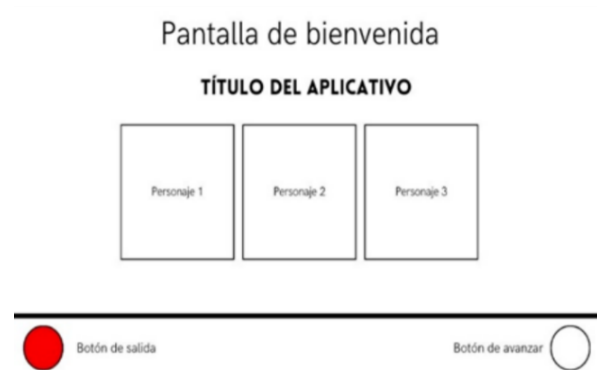 Pantalla de bienvenida
TÍTULO DEL APLICATIVO
Personaje 1 Personaje 2 Personaje 3
Botón de salida Botón de avanzar